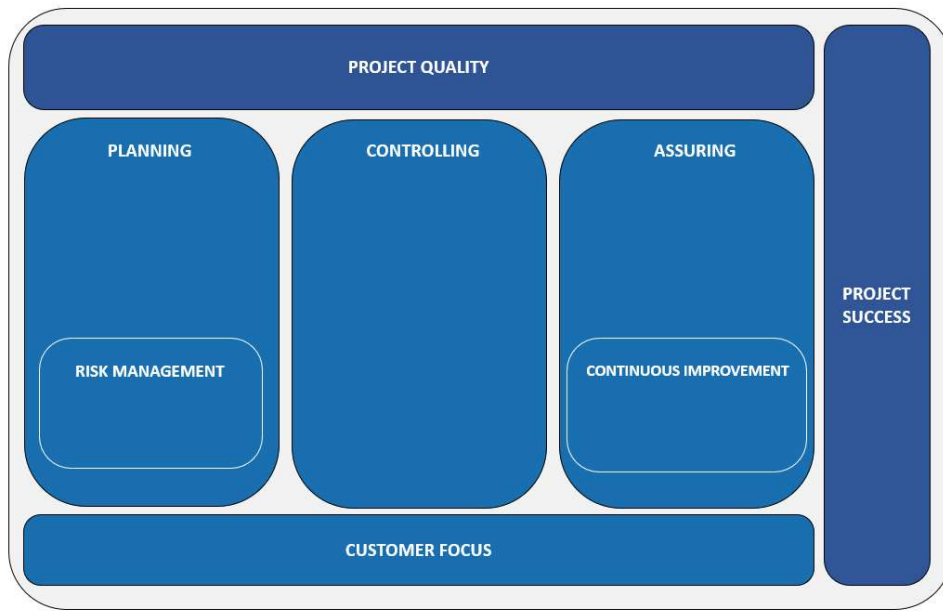 PROJECT QUALITY
PLANNING
CONTROLLING
ASSURING
PROJECT
SUCCESS
RISK MANAGEMENT
CONTINUOUS IMPROVEMENT
CUSTOMER FOCUS